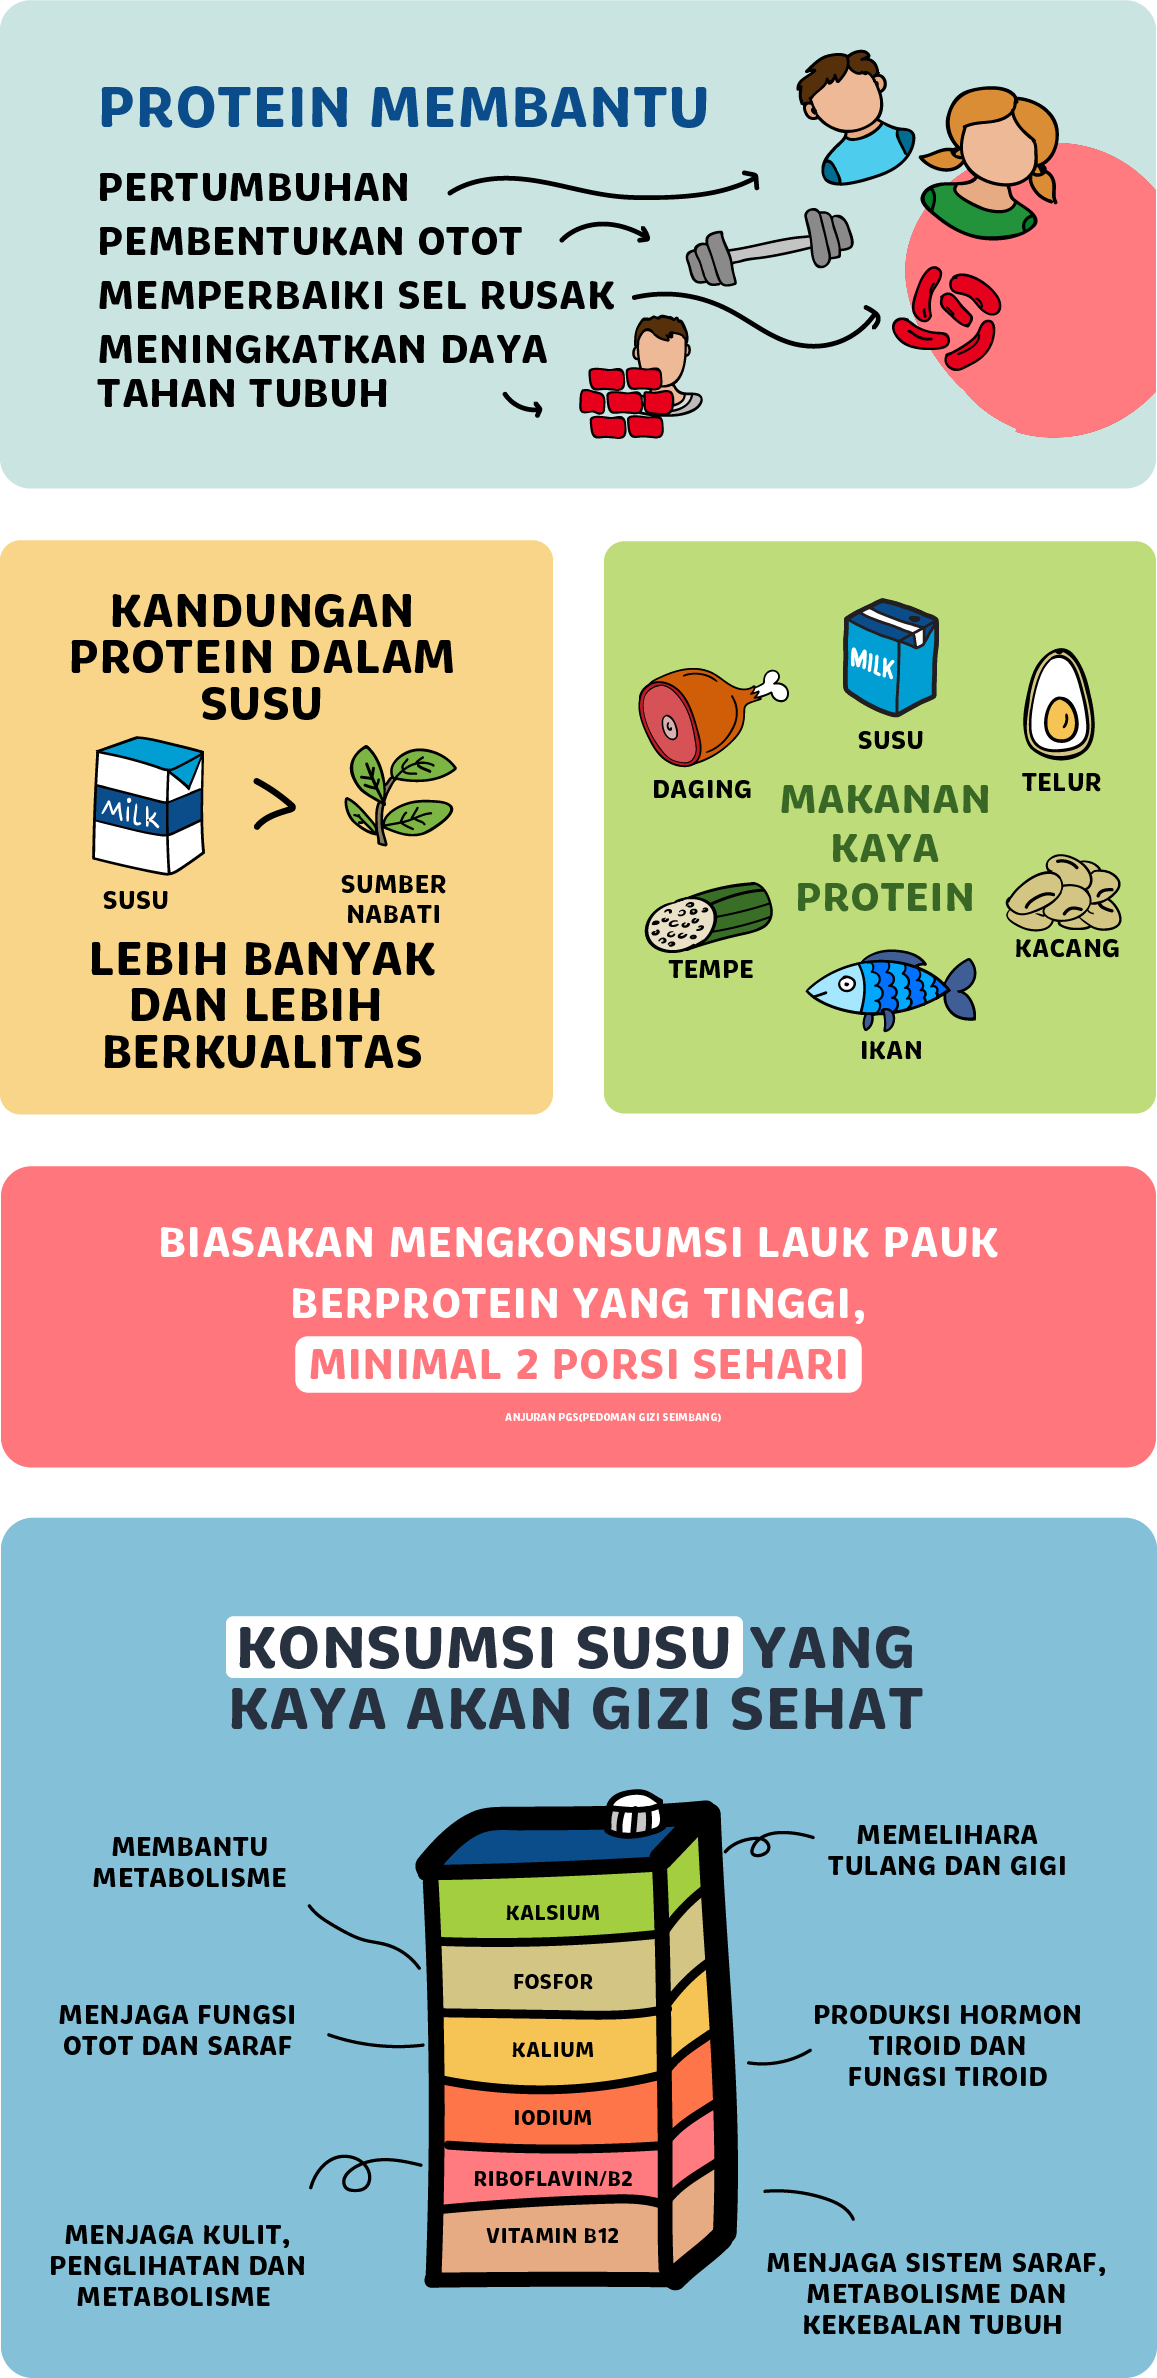 PROTEIN MEMBANTU
PERTUMBUHAN
PEMBENTUKAN OTOT
MEMPERBAIKI SEL RUSAK
MENINGKATKAN DAYA
TAHAN TUBUH
KANDUNGAN
PROTEIN DALAM
SUSU
MiLK
>
SUSU
SUMBER
NABATI
LEBIH BANYAK
DAN LEBIH
BERKUALITAS
MILK
SUSU
DAGING
TELUR
MAKANAN
KAYA
PROTEIN
TEMPE
KACANG
IKAN
BIASAKAN MENGKONSUMSI LAUK PAUK
BERPROTEIN YANG TINGGI,
MINIMAL 2 PORSI SEHARI
ANJURAN PGS(PEDOMAN GIZI SEIMBANG)
KONSUMSI SUSU YANG
KAYA AKAN GIZI SEHAT
MEMBANTU
METABOLISME
MEMELIHARA
TULANG DAN GIGI
KALSIUM
FOSFOR
MENJAGA FUNGSI
OTOT DAN SARAF
KALIUM
PRODUKSI HORMON
TIROID DAN
FUNGSI TIROID
IODIUM
RIBOFLAVIN/B2
VITAMIN B12
MENJAGA KULIT,
PENGLIHATAN DAN
METABOLISME
MENJAGA SISTEM SARAF,
METABOLISME DAN
KEKEBALAN TUBUH